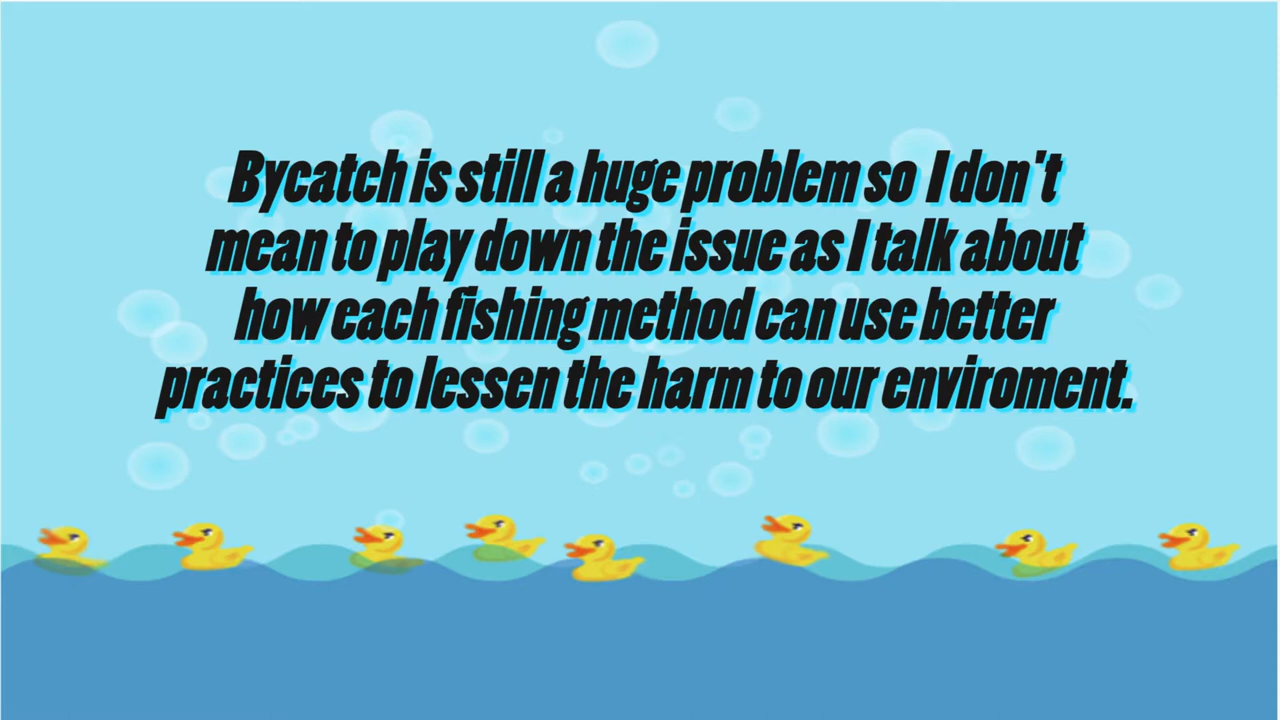 Bycatch is still a huge problem so I don't
mean to play down the issue as I talk about
how each fishing method can use better
practices to lessen the harm to our enviroment.